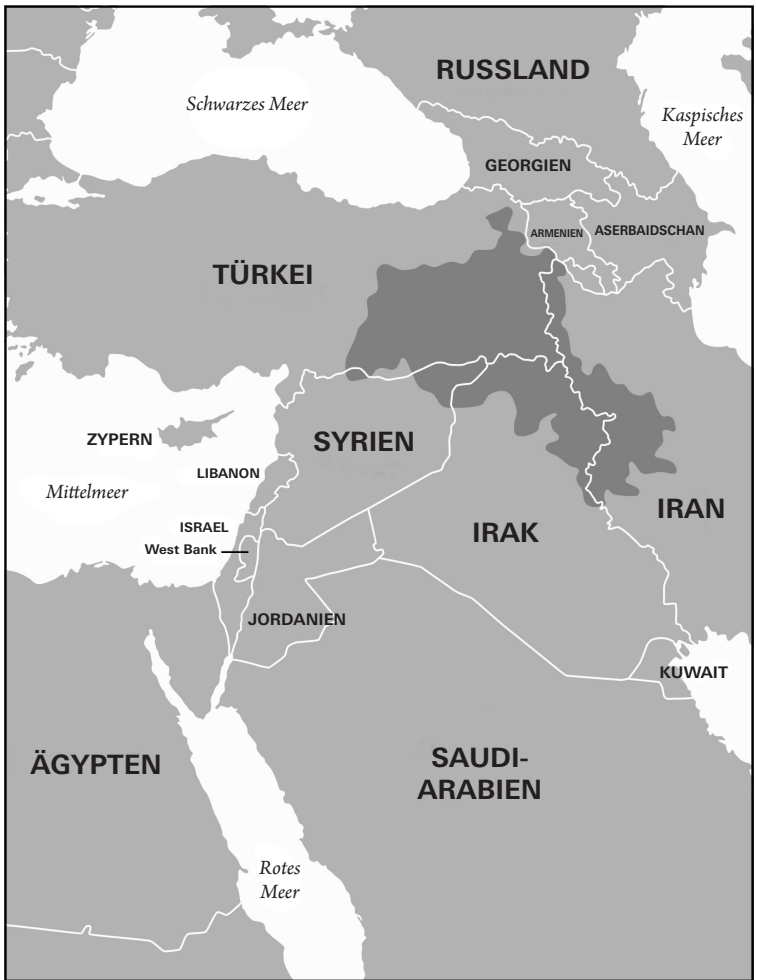 RUSSLAND
Schwarzes Meer
Kaspisches
Meer
GEORGIEN
ARMENIEN
ASERBAIDSCHAN
TÜRKEI
ZYPERN
SYRIEN
LIBANON
Mittelmeer
IRAN
ISRAEL
IRAK
West Bank
JORDANIEN
KUWAIT
ÄGYPTEN
SAUDI-
ARABIEN
Rotes
Meer